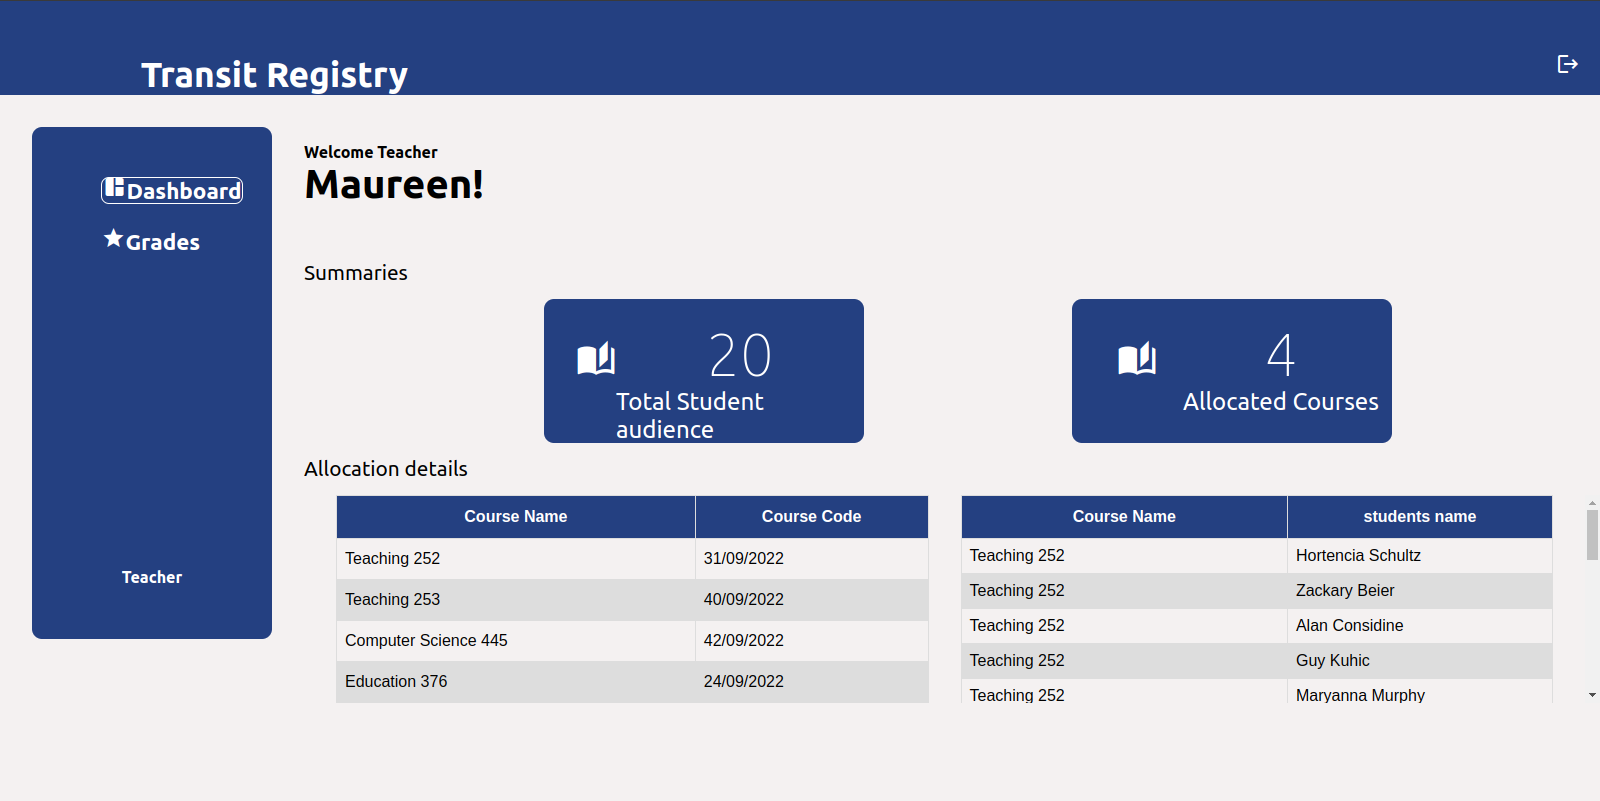 Transit Registry
Dashboard
Grades
Teacher
Welcome Teacher
Maureen!
Summaries
20
Total Student
audience
4
Allocated Courses
Allocation details
Course Name Course Code
Teaching 252 31/09/2022
Teaching 253 40/09/2022
Computer Science 445 42/09/2022
Education 376 24/09/2022
Course Name students name
Teaching 252 Hortencia Schultz
Teaching 252 Zackary Beier
Teaching 252 Alan Considine
Teaching 252 Guy Kuhic
Teaching 252 Maryanna Murphy